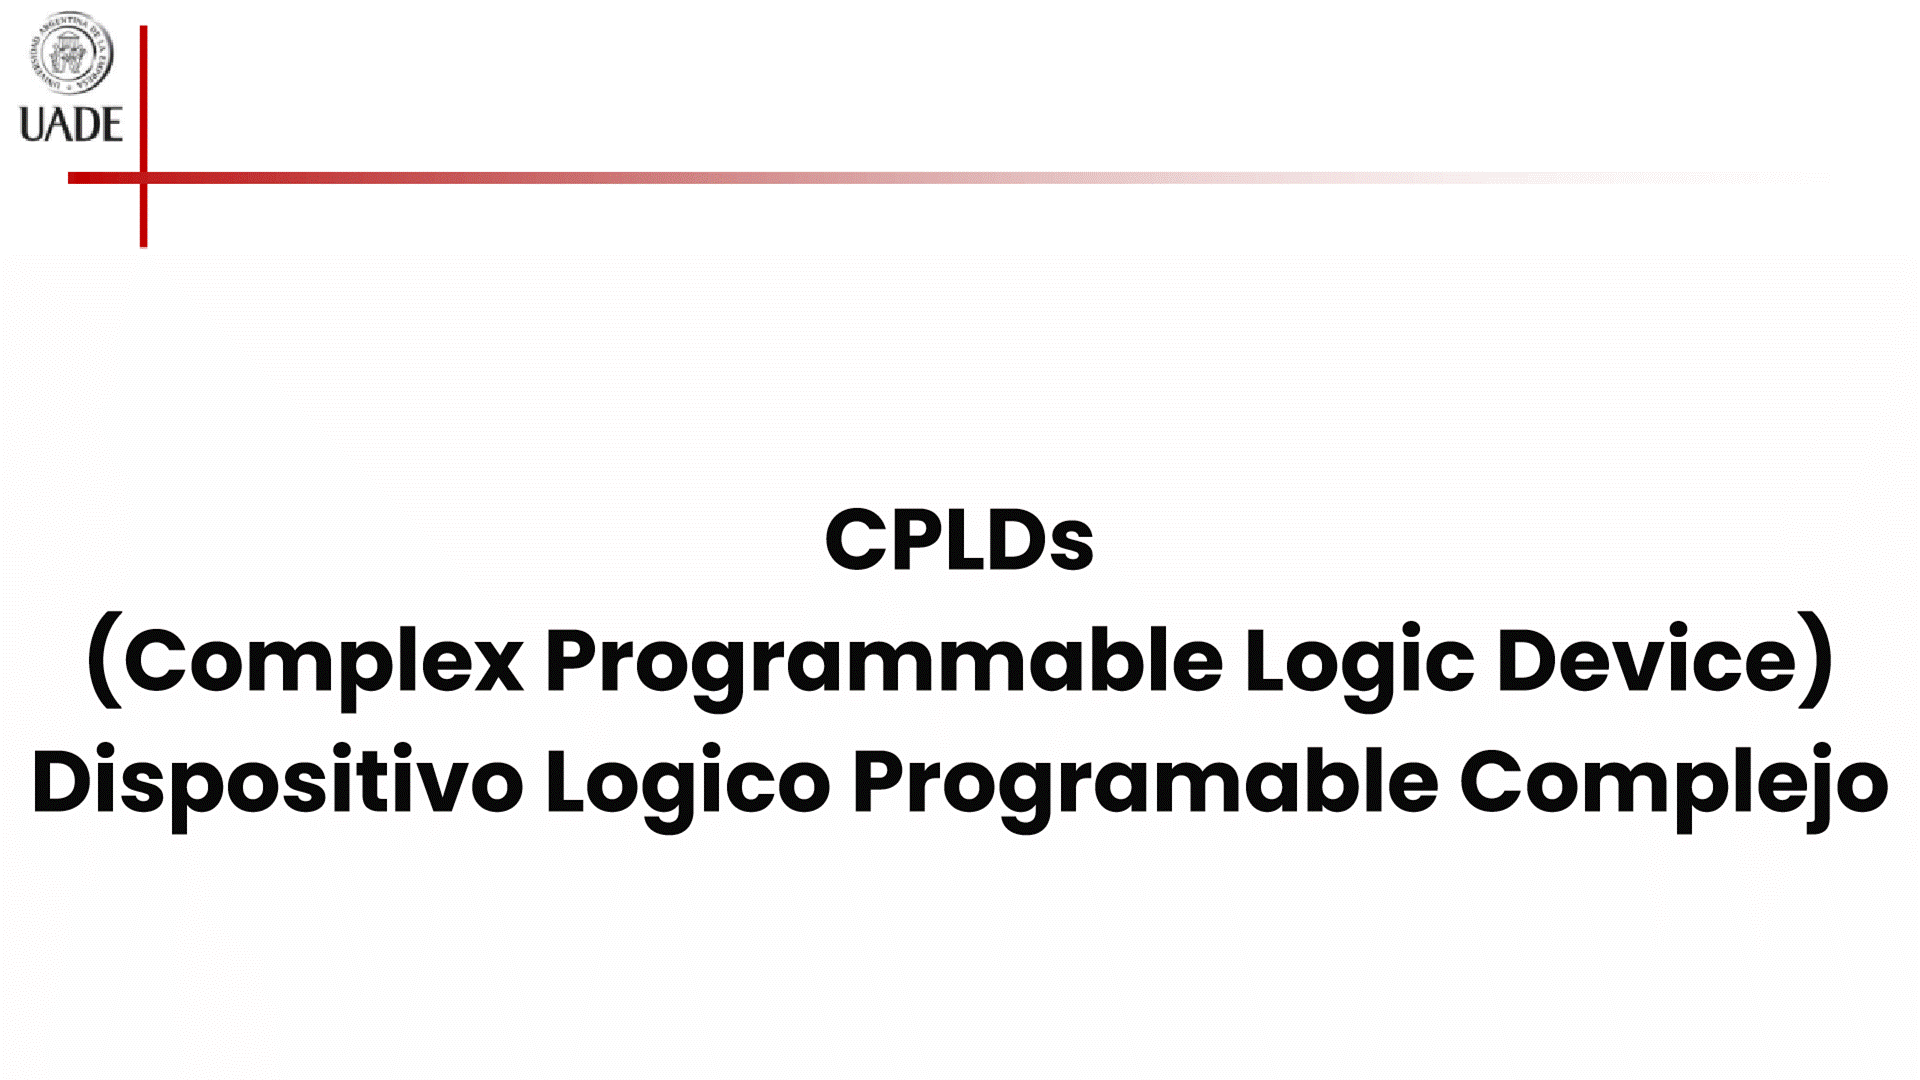 UNIVERSIDAD ARGENTINA DE LA EMPRESA
UADE
CPLDs
(Complex Programmable Logic Device)
Dispositivo Logico Programable Complejo